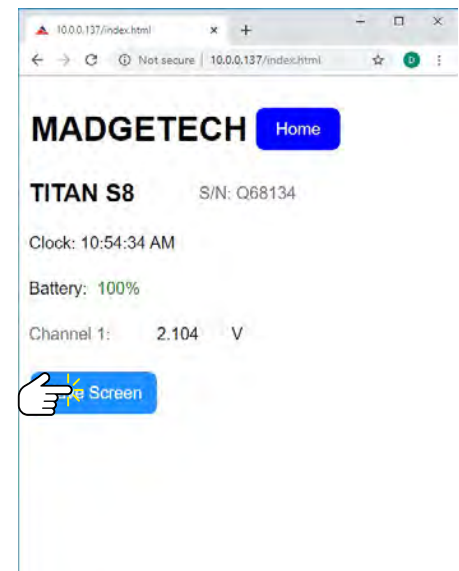 10.0.0.137/index.html
Not secure 10.0.0.137/index.html D
MADGETECH Home
TITAN S8 S/N: Q68134
Clock: 10:54:34 AM
Battery: 100%
Channel 1: 2.104 V
Screen